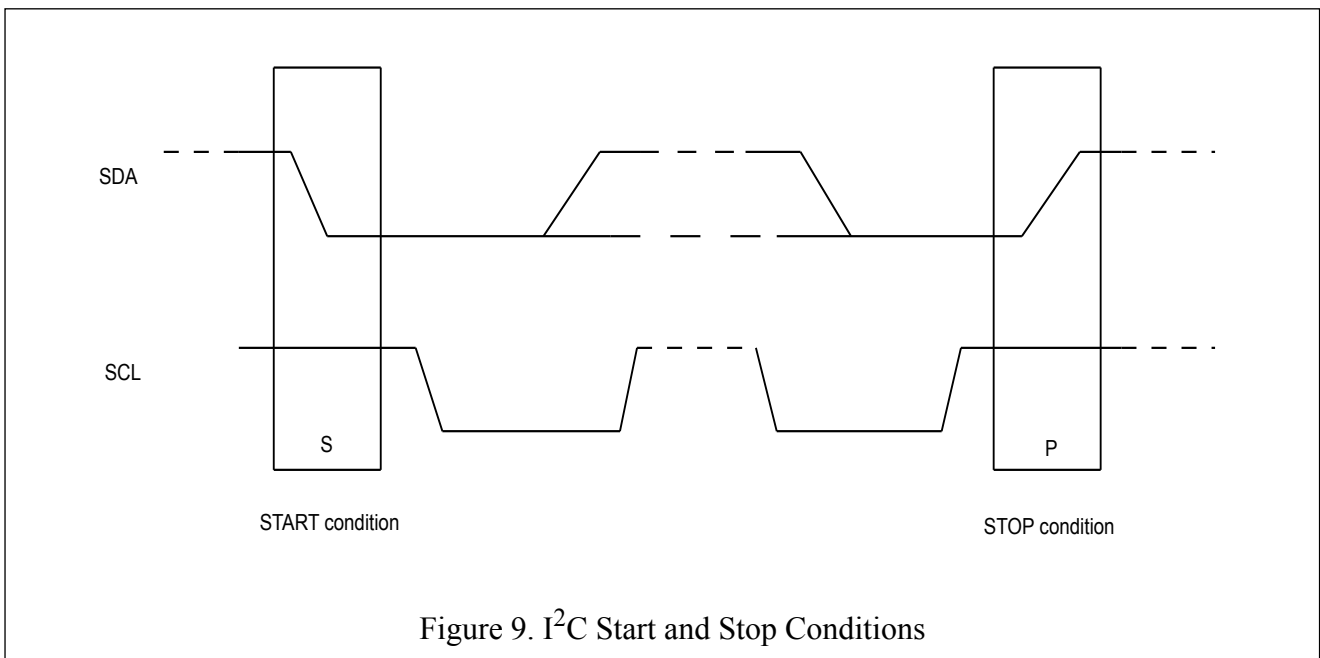 SDA
SCL
S
P
START condition
STOP condition
Figure 9. I²C Start and Stop Conditions